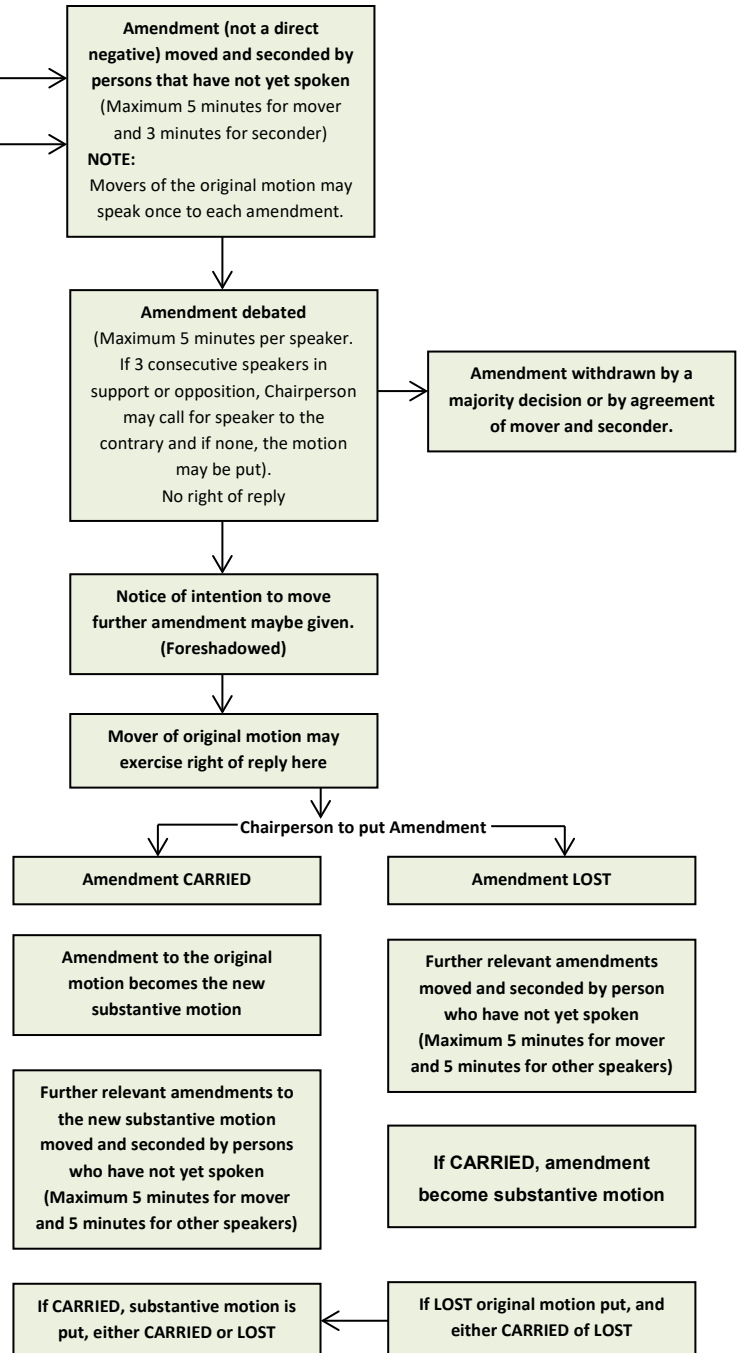 Amendment (not a direct
negative) moved and seconded by
persons that have not yet spoken
(Maximum 5 minutes for mover
and 3 minutes for seconder)
NOTE:
Movers of the original motion may
speak once to each amendment.
Amendment debated
(Maximum 5 minutes per speaker.
If 3 consecutive speakers in
support or opposition, Chairperson
may call for speaker to the
contrary and if none, the motion
may be put).
No right of reply
Amendment withdrawn by a
majority decision or by agreement
of mover and seconder.
Notice of intention to move
further amendment maybe given.
(Foreshadowed)
Mover of original motion may
exercise right of reply here
Chairperson to put Amendment
Amendment CARRIED
Amendment to the original
motion becomes the new
substantive motion
Further relevant amendments to
the new substantive motion
moved and seconded by persons
who have not yet spoken
(Maximum 5 minutes for mover
and 5 minutes for other speakers)
If CARRIED, substantive motion is
put, either CARRIED or LOST
Amendment LOST
Further relevant amendments
moved and seconded by person
who have not yet spoken
(Maximum 5 minutes for mover
and 5 minutes for other speakers)
If CARRIED, amendment
become substantive motion
If LOST original motion put, and
either CARRIED of LOST